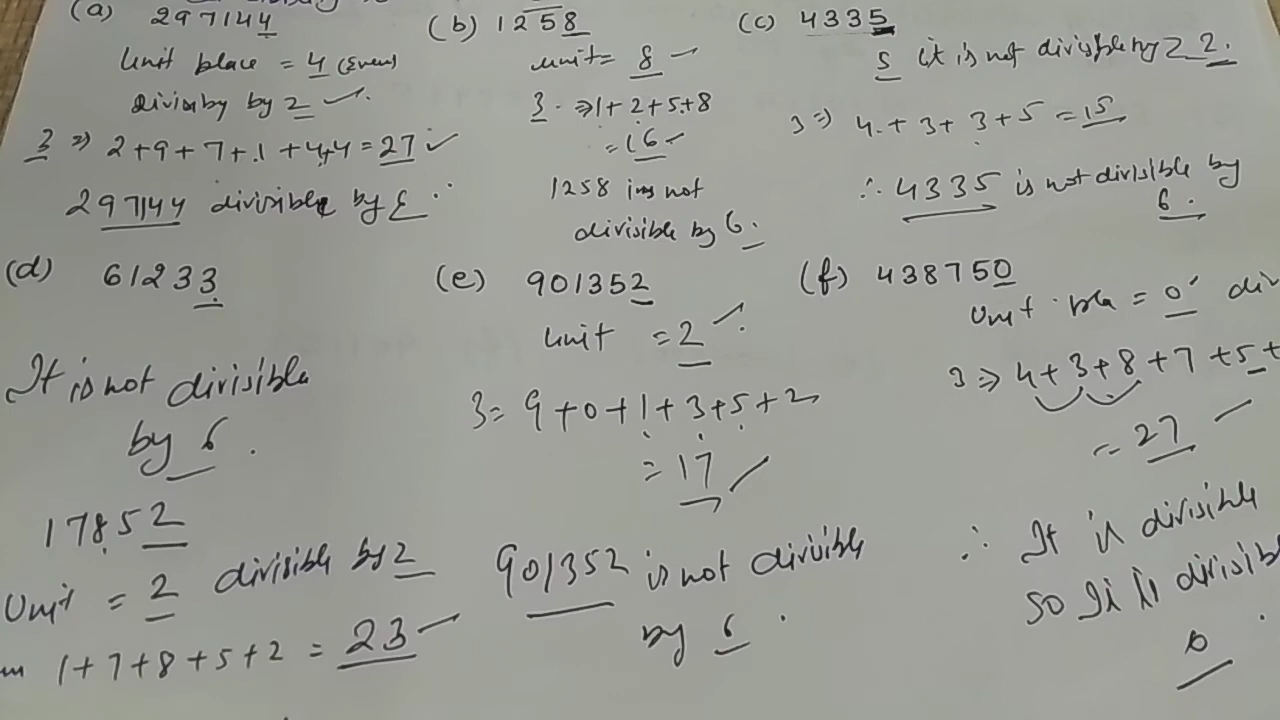 (a) 297144
Unit place = 4 (Even)
by 2
3 ⇒ 2+9+7+1+4+4 = 27 ✓
297144 divisible by
(b) 1258
unit = 8
3 ⇒ 1+2+5+8
= 16
1258 is not
divisible by 6.
(c) 4335
5 it is not divisible by 2
3 ⇒ 4+3+3+5 = 15
∴ 4335 is not divisible by
6.
(d) 61233
It is not divisible
by 6.
17852
Unit = 2 divisible by 2
1+7+8+5+2 = 23
(e) 901352
Unit = 2
3 = 9+0+1+3+5+2
= 17
901352 is not divisible
by 6.
(f) 438750
Unit = 0
3 ⇒ 4+3+8+7+5+
= 27
∴ It is divisible
so It is